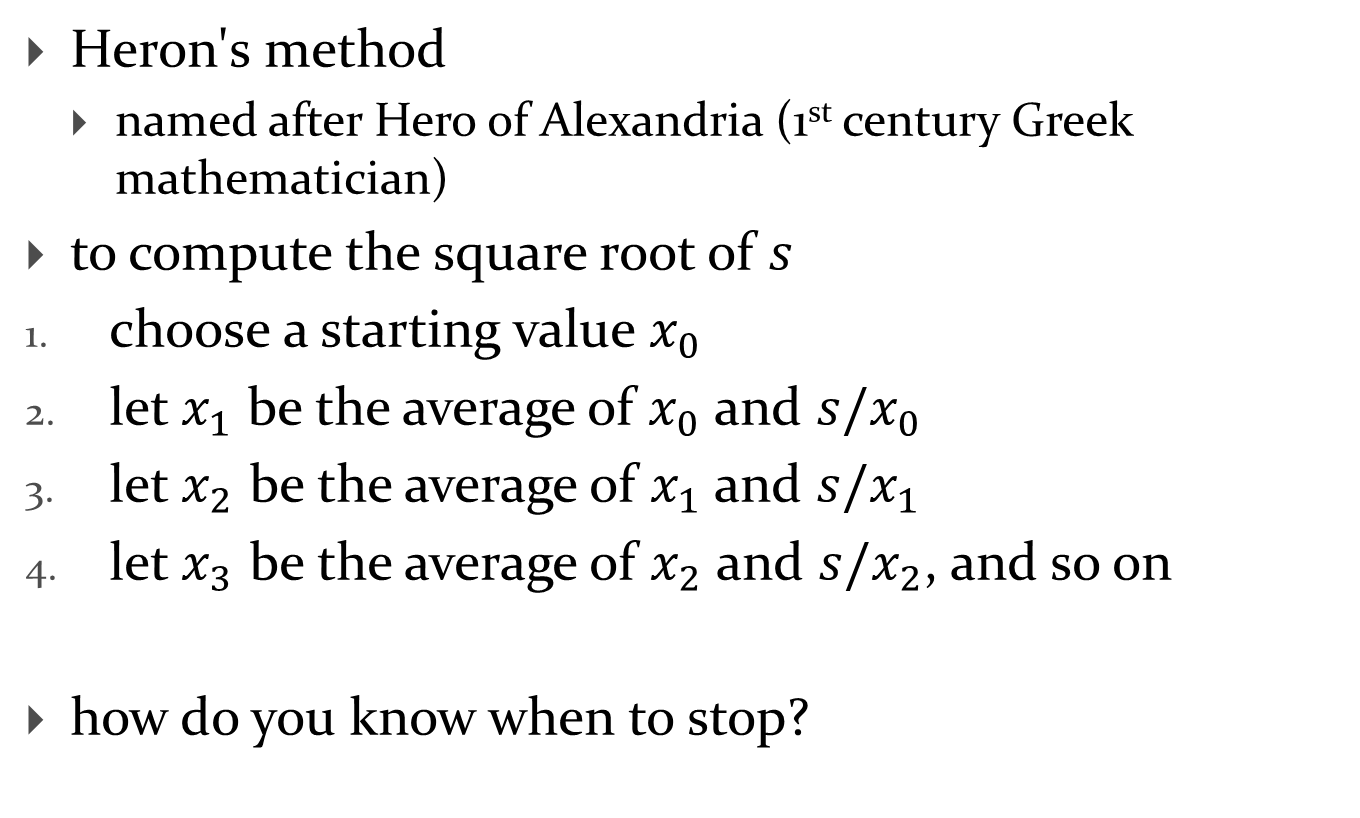 Heron's method
named after Hero of Alexandria (1st century Greek
mathematician)
to compute the square root of s
1. choose a starting value x₀
2. let x₁ be the average of x₀ and s/x₀
3. let x₂ be the average of x₁ and s/x₁
4. let x₃ be the average of x₂ and s/x₂, and so on
how do you know when to stop?